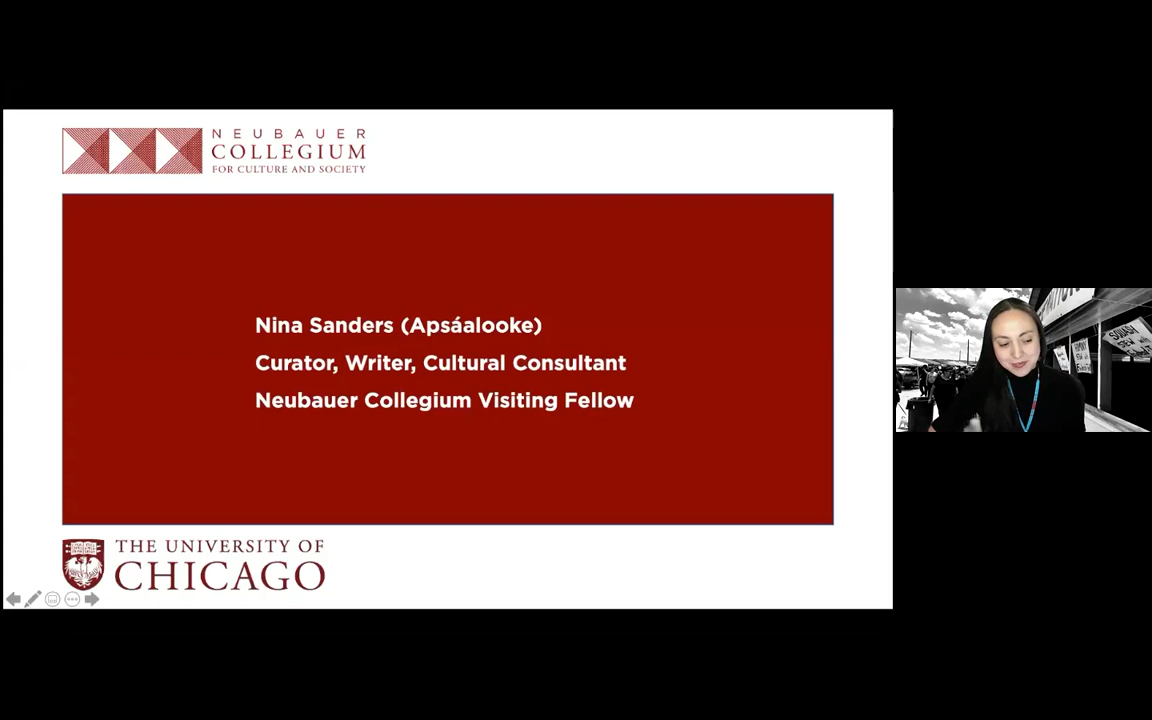 NEUBAUER
COLLEGIUM
FOR CULTURE AND SOCIETY
Nina Sanders (Apsáalooke)
Curator, Writer, Cultural Consultant
Neubauer Collegium Visiting Fellow
THE UNIVERSITY OF
CHICAGO
SQUASH